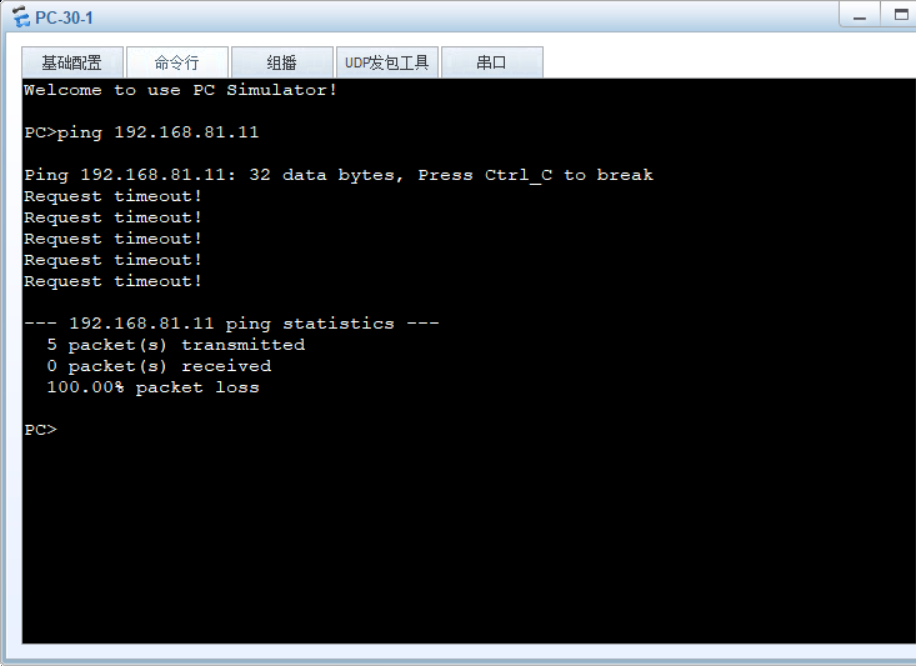 PC-30-1
基础配置 命令行 组播 UDP发包工具 串口
Welcome to use PC Simulator!
PC>ping 192.168.81.11
Ping 192.168.81.11: 32 data bytes, Press Ctrl_C to break
Request timeout!
Request timeout!
Request timeout!
Request timeout!
Request timeout!
--- 192.168.81.11 ping statistics ---
5 packet(s) transmitted
0 packet(s) received
100.00% packet loss
PC>